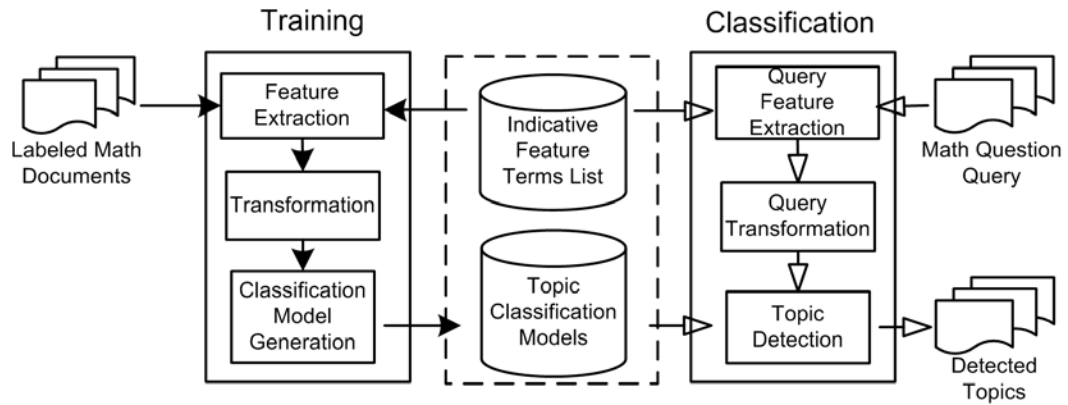 Training
Classification
Labeled Math
Documents
Feature
Extraction
Transformation
Classification
Model
Generation
Indicative
Feature
Terms List
Topic
Classification
Models
Query
Feature
Extraction
Query
Transformation
Topic
Detection
Math Question
Query
Detected
Topics